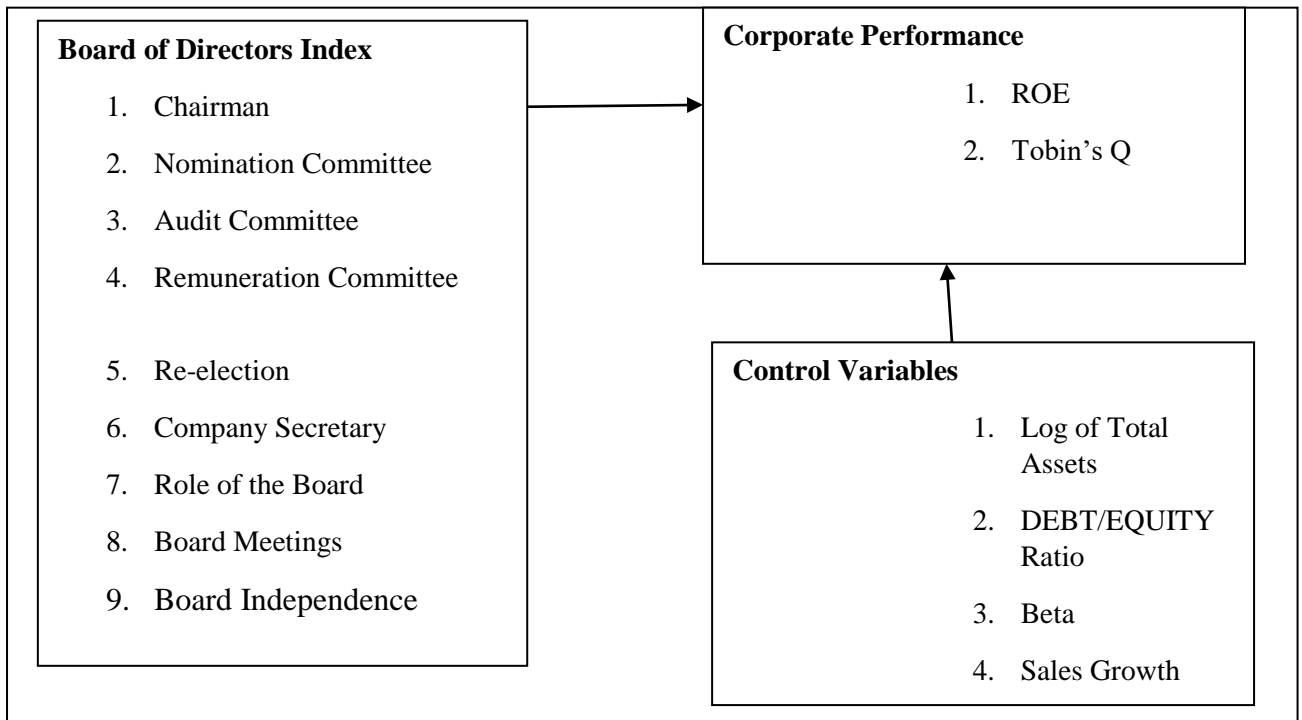 Board of Directors Index
1. Chairman
2. Nomination Committee
3. Audit Committee
4. Remuneration Committee
5. Re-election
6. Company Secretary
7. Role of the Board
8. Board Meetings
9. Board Independence
Corporate Performance
1. ROE
2. Tobin’s Q
Control Variables
1. Log of Total
Assets
2. DEBT/EQUITY
Ratio
3. Beta
4. Sales Growth